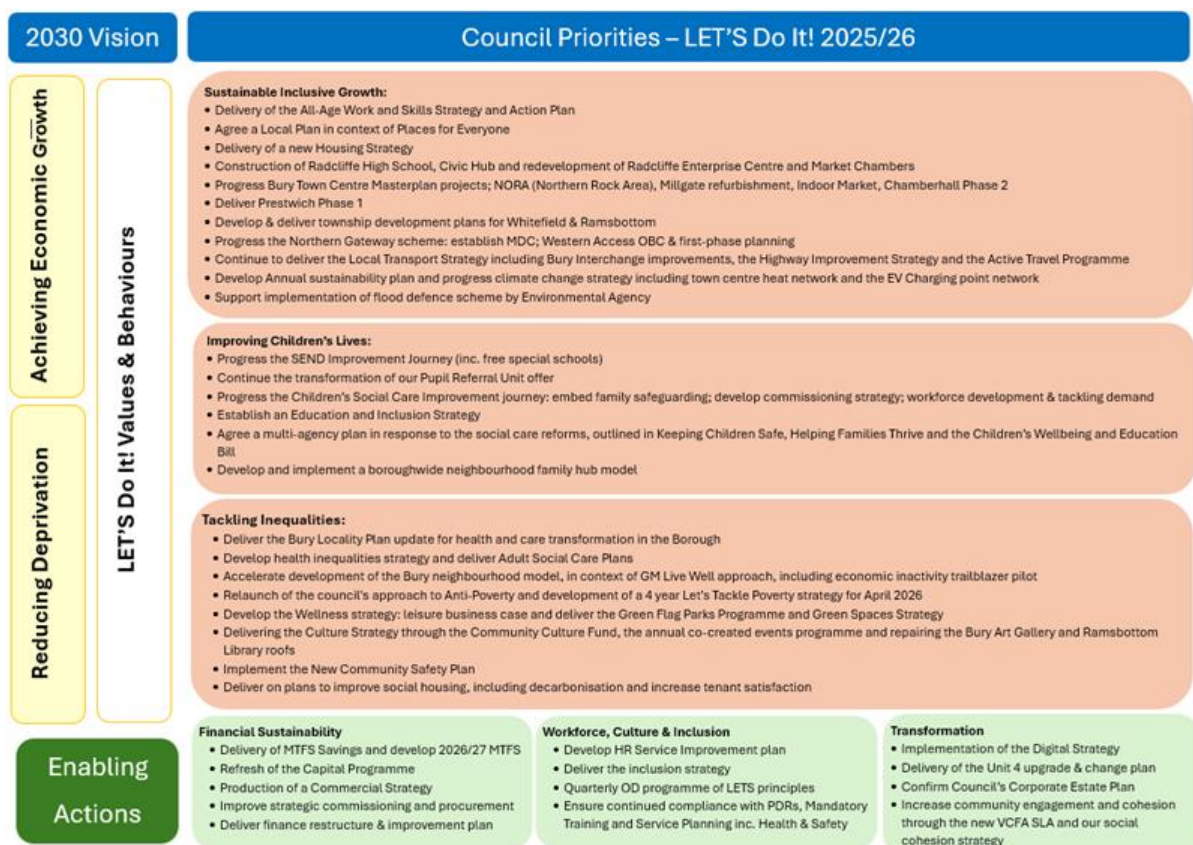 2030 Vision
Council Priorities – LET'S Do It! 2025/26
Achieving Economic Growth
Reducing Deprivation
LET'S Do It! Values & Behaviours
Sustainable Inclusive Growth:
• Delivery of the All-Age Work and Skills Strategy and Action Plan
• Agree a Local Plan in context of Places for Everyone
• Delivery of a new Housing Strategy
• Construction of Radcliffe High School, Civic Hub and redevelopment of Radcliffe Enterprise Centre and Market Chambers
• Progress Bury Town Centre Masterplan projects; NORA (Northern Rock Area), Millgate refurbishment, Indoor Market, Chamberhall Phase 2
• Deliver Prestwich Phase 1
• Develop & deliver township development plans for Whitefield & Ramsbottom
• Progress the Northern Gateway scheme: establish MDC; Western Access OBC & first-phase planning
• Continue to deliver the Local Transport Strategy including Bury Interchange improvements, the Highway Improvement Strategy and the Active Travel Programme
• Develop Annual sustainability plan and progress climate change strategy including town centre heat network and the EV Charging point network
• Support implementation of flood defence scheme by Environmental Agency
Improving Children's Lives:
• Progress the SEND Improvement Journey (inc. free special schools)
• Continue the transformation of our Pupil Referral Unit offer
• Progress the Children's Social Care Improvement journey: embed family safeguarding; develop commissioning strategy; workforce development & tackling demand
• Establish an Education and Inclusion Strategy
• Agree a multi-agency plan in response to the social care reforms, outlined in Keeping Children Safe, Helping Families Thrive and the Children's Wellbeing and Education
Bill
• Develop and implement a boroughwide neighbourhood family hub model
Tackling Inequalities:
• Deliver the Bury Locality Plan update for health and care transformation in the Borough
• Develop health inequalities strategy and deliver Adult Social Care Plans
• Accelerate development of the Bury neighbourhood model, in context of GM Live Well approach, including economic inactivity trailblazer pilot
• Relaunch of the council's approach to Anti-Poverty and development of a 4 year Let's Tackle Poverty strategy for April 2026
• Develop the Wellness strategy: leisure business case and deliver the Green Flag Parks Programme and Green Spaces Strategy
• Delivering the Culture Strategy through the Community Culture Fund, the annual co-created events programme and repairing the Bury Art Gallery and Ramsbottom
Library roofs
• Implement the New Community Safety Plan
• Deliver on plans to improve social housing, including decarbonisation and increase tenant satisfaction
Enabling
Actions
Financial Sustainability
• Delivery of MTFS Savings and develop 2026/27 MTFS
• Refresh of the Capital Programme
• Production of a Commercial Strategy
• Improve strategic commissioning and procurement
• Deliver finance restructure & improvement plan
Workforce, Culture & Inclusion
• Develop HR Service Improvement plan
• Deliver the inclusion strategy
• Quarterly OD programme of LETS principles
• Ensure continued compliance with PDRs, Mandatory
Training and Service Planning inc. Health & Safety
Transformation
• Implementation of the Digital Strategy
• Delivery of the Unit 4 upgrade & change plan
• Confirm Council's Corporate Estate Plan
• Increase community engagement and cohesion
through the new VCFA SLA and our social
cohesion strategy